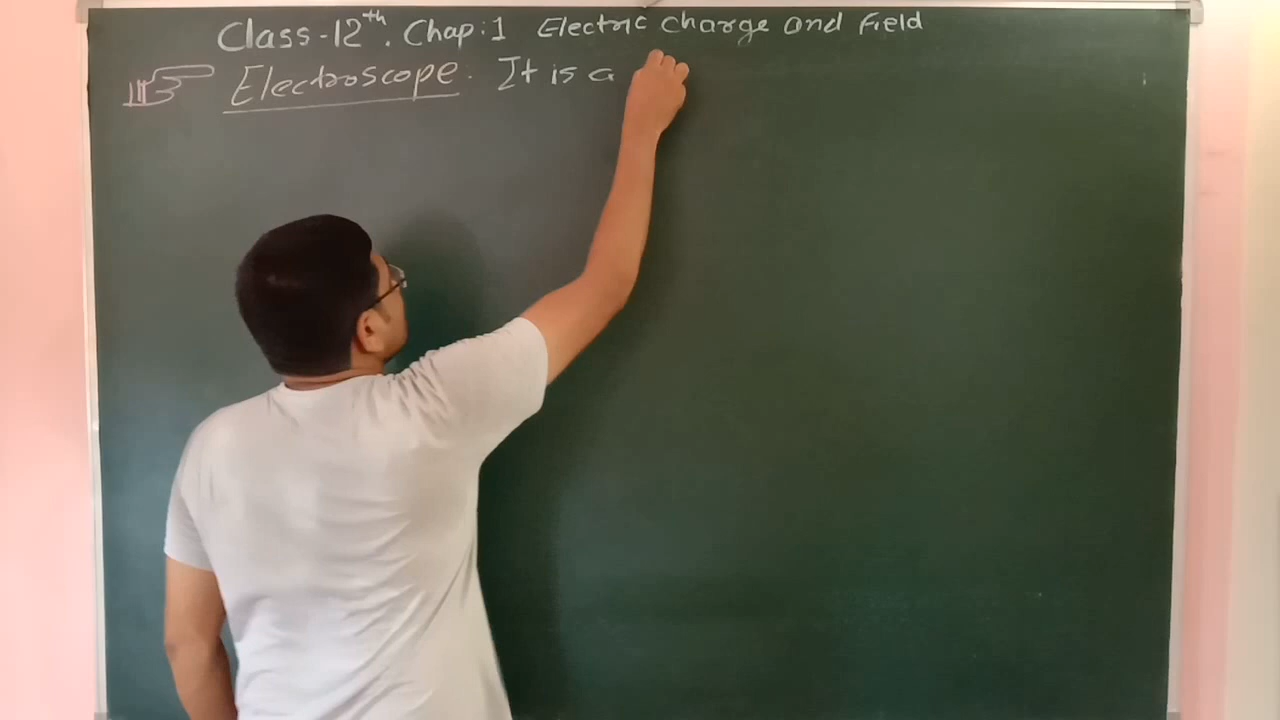 Class-12th. Chap:1 Electric Charge and Field
Electroscope: It is a